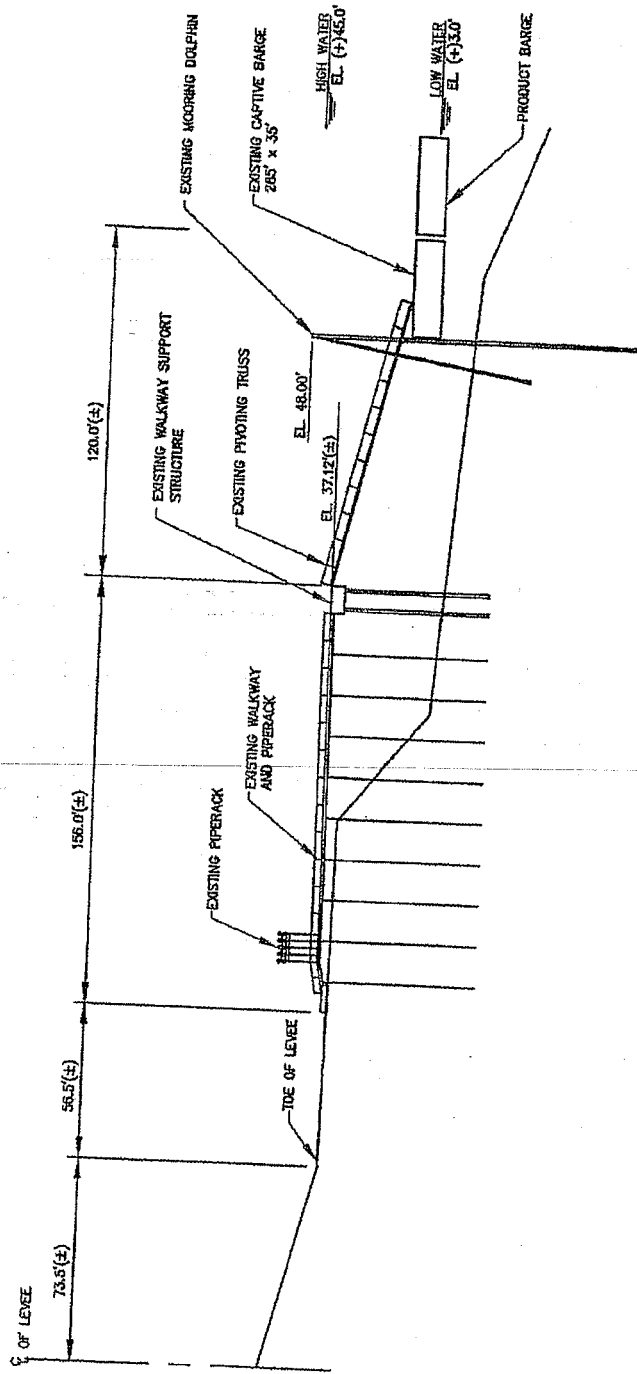 ℄ OF LEVEE
73.5'(±)
56.5'(±)
156.0'(±)
120.0'(±)
TOE OF LEVEE
EXISTING PIPERACK
EXISTING WALKWAY
AND PIPERACK
EXISTING WALKWAY SUPPORT
STRUCTURE
EXISTING PIVOTING TRUSS
EL. 37.12'(±)
EL. 48.00'
EXISTING MOORING DOLPHIN
EXISTING CAPTIVE BARGE
285' x 35'
HIGH WATER
EL. (+)45.0'
LOW WATER
EL. (+)3.0'
PRODUCT BARGE